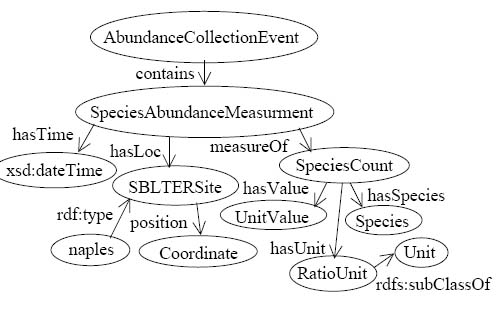 AbundanceCollectionEvent
contains
SpeciesAbundanceMeasurment
hasTime
hasLoc
measureOf
xsd:dateTime
SBLTERSite
SpeciesCount
hasValue
hasSpecies
rdf:type
position
UnitValue
Species
naples
Coordinate
hasUnit
Unit
RatioUnit
rdfs:subClassOf